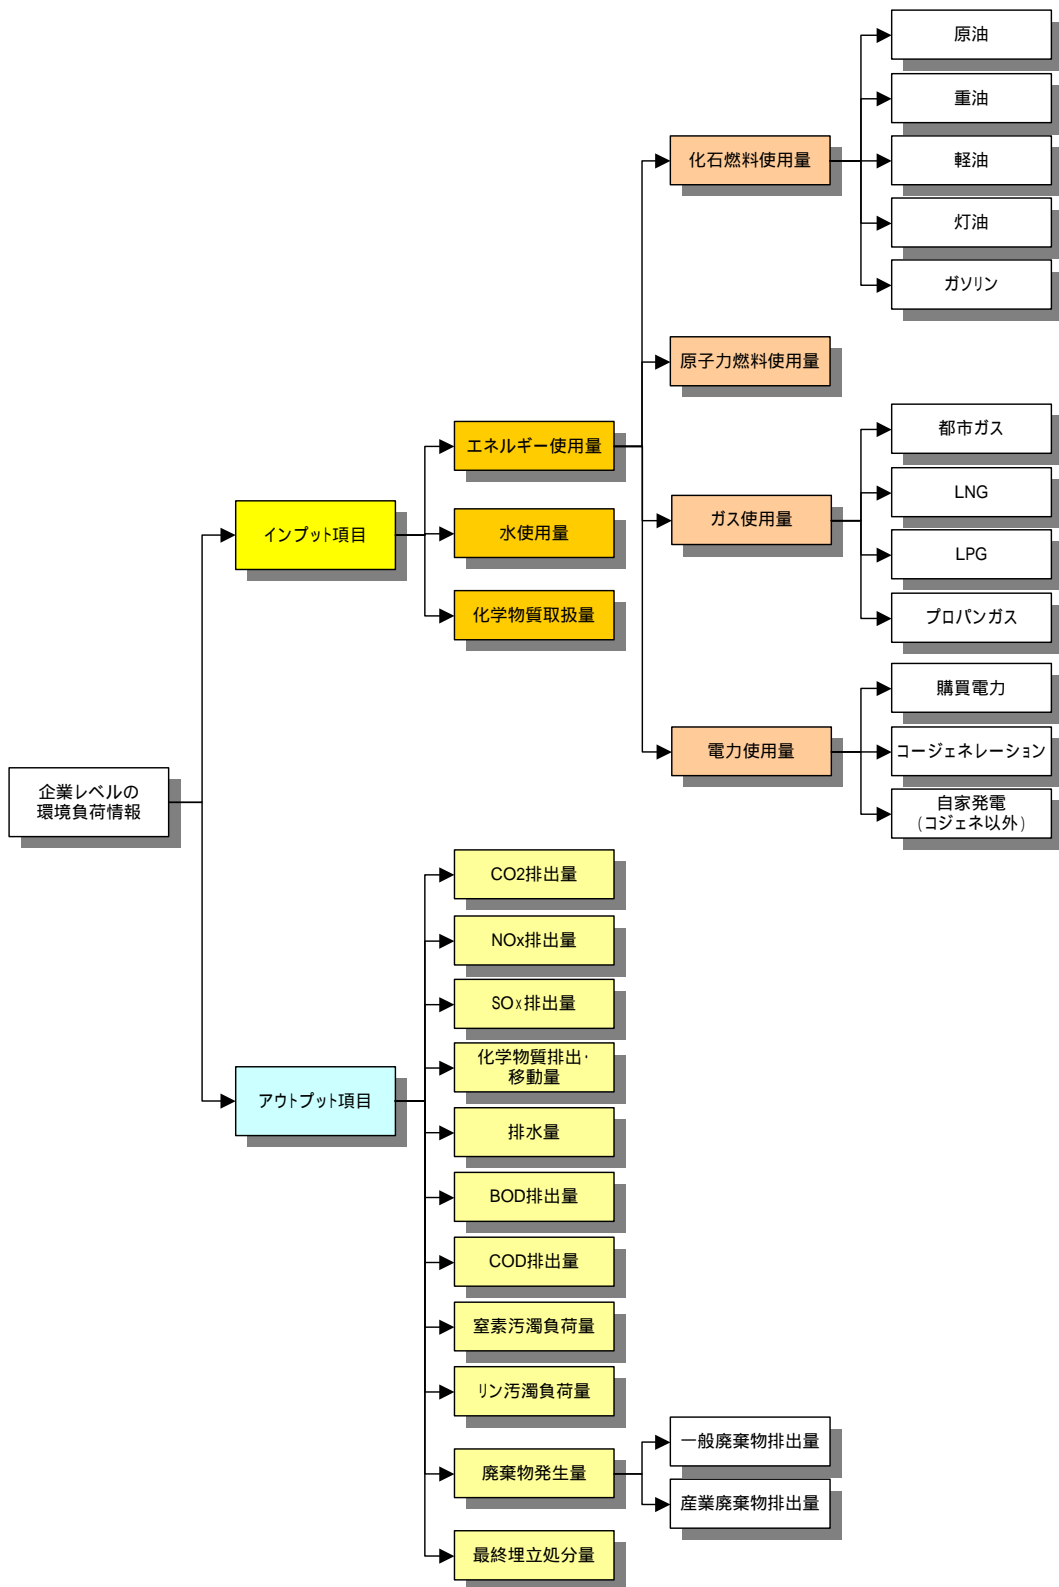 原油
重油
化石燃料使用量
軽油
灯油
ガソリン
原子力燃料使用量
都市ガス
エネルギー使用量
LNG
ガス使用量
インプット項目
水使用量
LPG
化学物質取扱量
プロパンガス
購買電力
電力使用量
コージェネレーション
企業レベルの
環境負荷情報
自家発電
(コジェネ以外)
CO2排出量
NOx排出量
SOx排出量
化学物質排出・
移動量
アウトプット項目
排水量
BOD排出量
COD排出量
窒素汚濁負荷量
リン汚濁負荷量
一般廃棄物排出量
廃棄物発生量
産業廃棄物排出量
最終埋立処分量